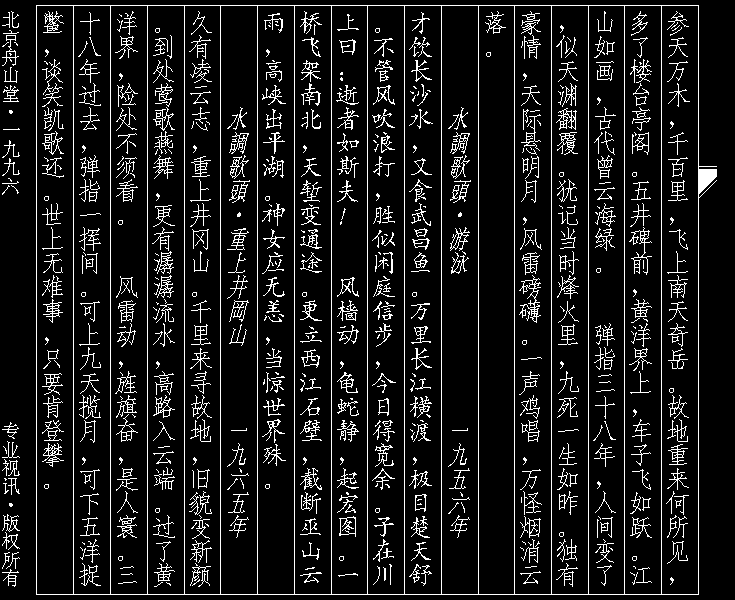 参天万木，千百里，飞上南天奇岳。故地重来何所见，
多了楼台亭阁。五井碑前，黄洋界上，车子飞如跃。江
山如画，古代曾云海绿。　弹指三十八年，人间变了
，似天渊翻覆。犹记当时烽火里，九死一生如昨。独有
豪情，天际悬明月，风雷磅礴。一声鸡唱，万怪烟消云
落。
水調歌頭·游泳　一九五六年
才饮长沙水，又食武昌鱼。万里长江横渡，极目楚天舒
。不管风吹浪打，胜似闲庭信步，今日得宽余。子在川
上曰：逝者如斯夫！　风樯动，龟蛇静，起宏图。一
桥飞架南北，天堑变通途。更立西江石壁，截断巫山云
雨，高峡出平湖。神女应无恙，当惊世界殊。
水調歌頭·重上井岡山　一九六五年
久有凌云志，重上井冈山。千里来寻故地，旧貌变新颜
。到处莺歌燕舞，更有潺潺流水，高路入云端。过了黄
洋界，险处不须看。　风雷动，旌旗奋，是人寰。三
十八年过去，弹指一挥间。可上九天揽月，可下五洋捉
鳖，谈笑凯歌还。世上无难事，只要肯登攀。
北京舟山堂·一九九六　专业视讯·版权所有